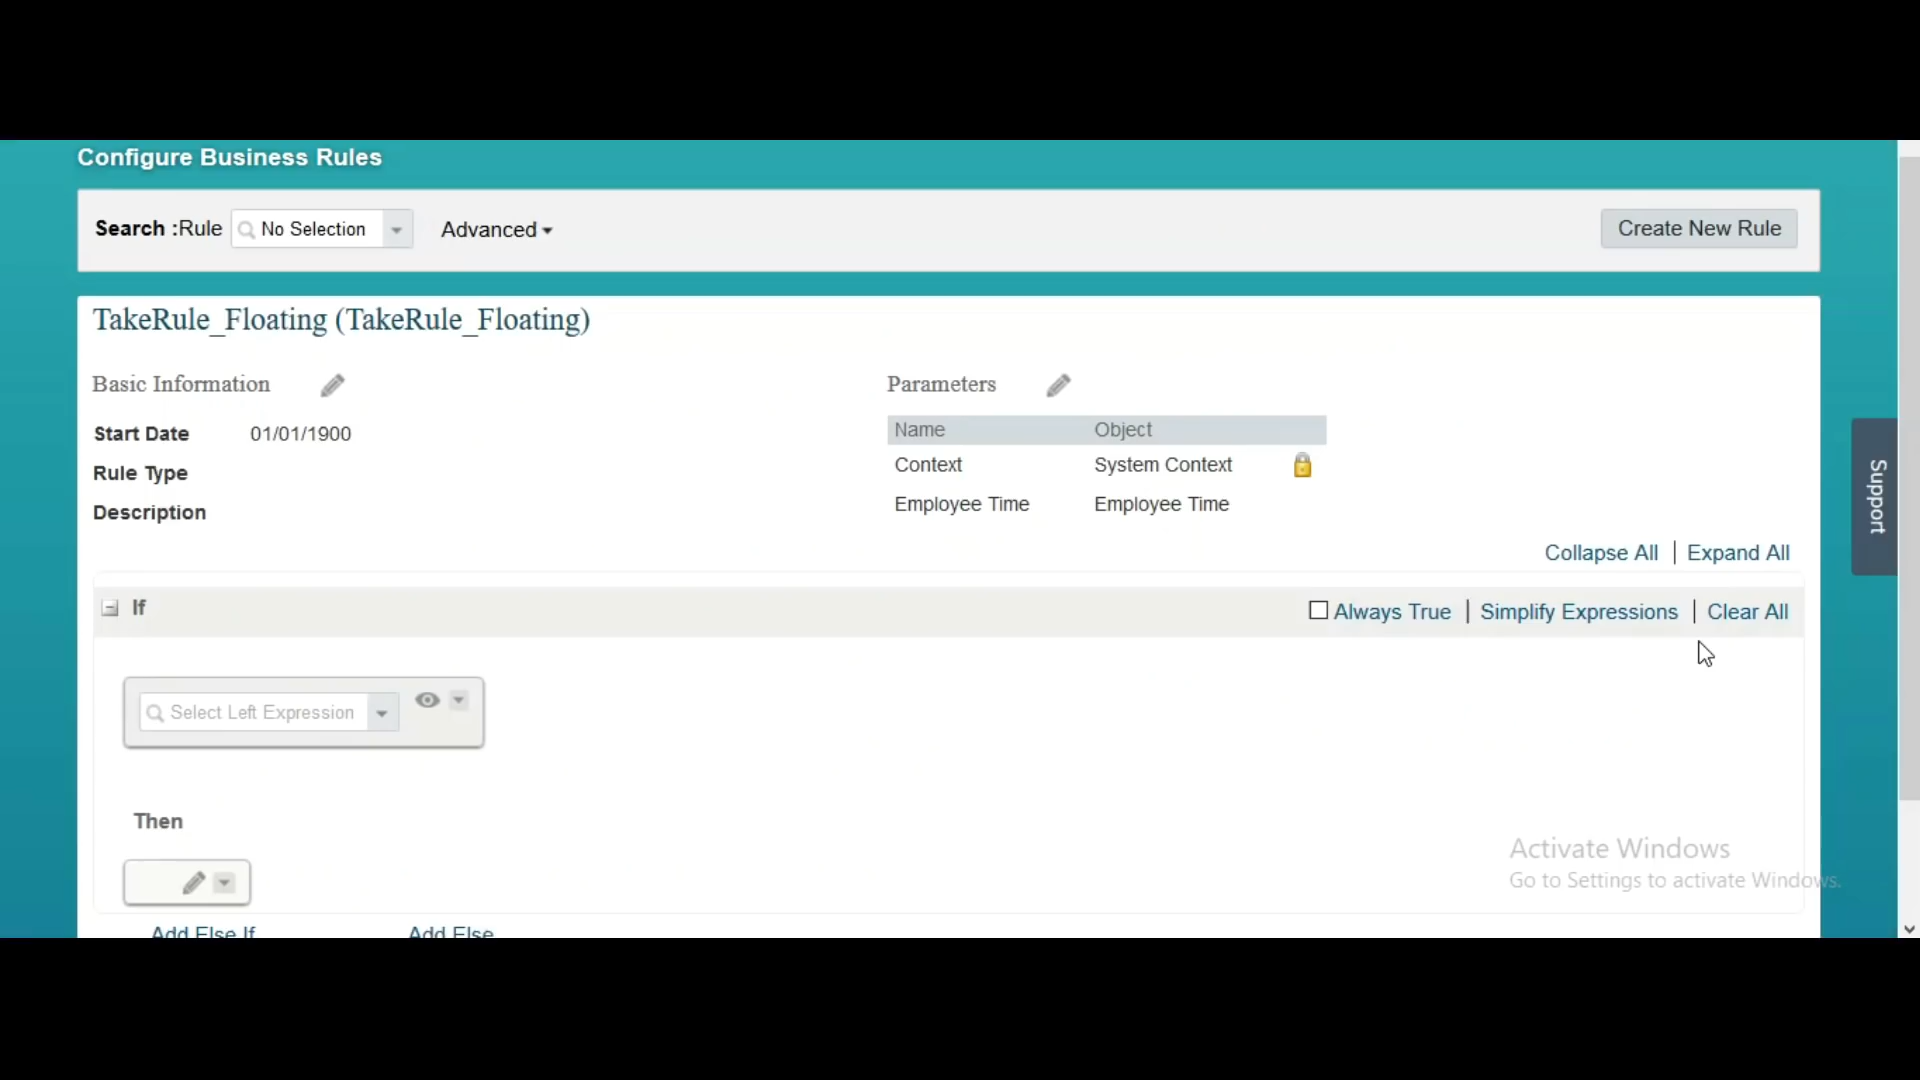 Configure Business Rules
Search :Rule No Selection Advanced Create New Rule
TakeRule_Floating (TakeRule_Floating)
Basic Information Parameters
Start Date 01/01/1900 Name Object
Rule Type Context System Context
Description Employee Time Employee Time
Collapse All | Expand All
If Always True | Simplify Expressions | Clear All
Select Left Expression
Then
Activate Windows
Go to Settings to activate Windows.
Add Else If Add Else
Support